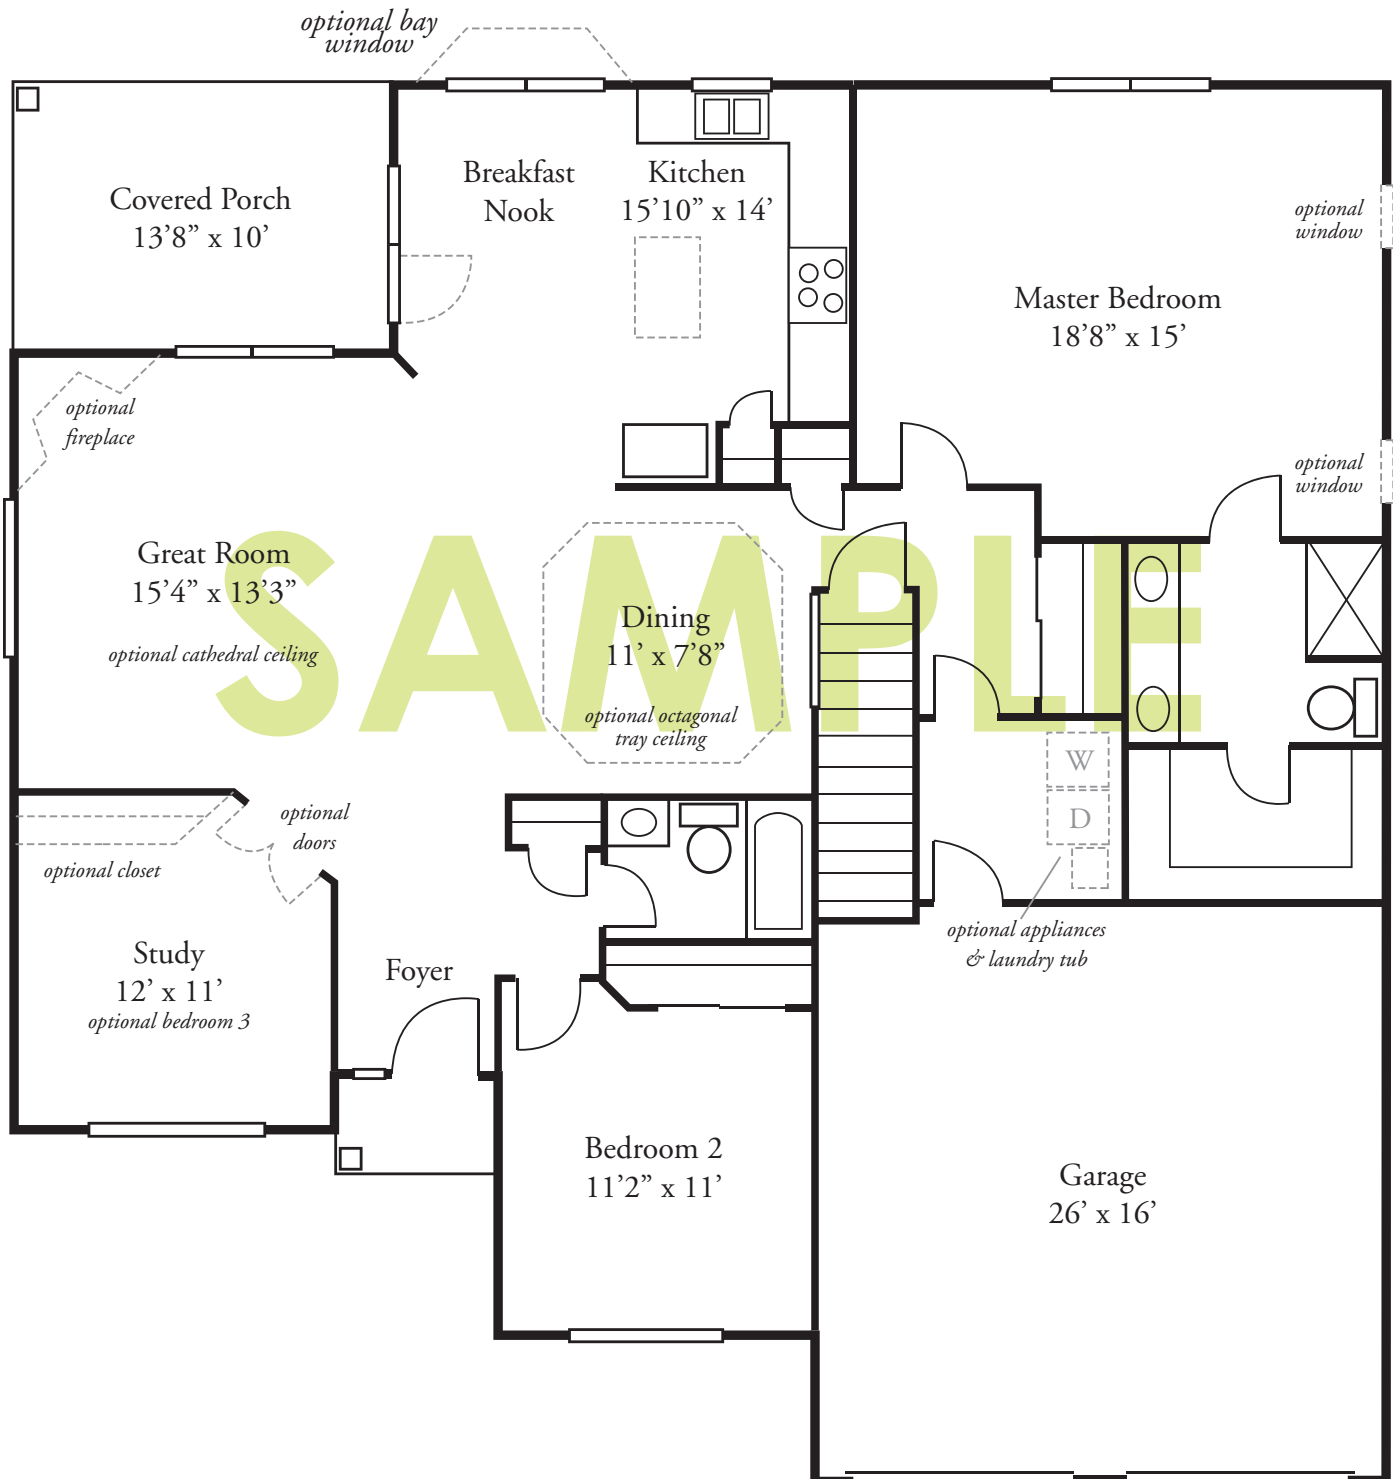 optional bay
window
Covered Porch
13’8” x 10’
Breakfast
Nook
Kitchen
15’10” x 14’
optional
window
Master Bedroom
18’8” x 15’
optional
fireplace
optional
window
Great Room
15’4” x 13’3”
optional cathedral ceiling
SAMPLE
Dining
11’ x 7’8”
optional octagonal
tray ceiling
W
D
optional
doors
optional closet
optional appliances
& laundry tub
Study
12’ x 11’
optional bedroom 3
Foyer
Bedroom 2
11’2” x 11’
Garage
26’ x 16’